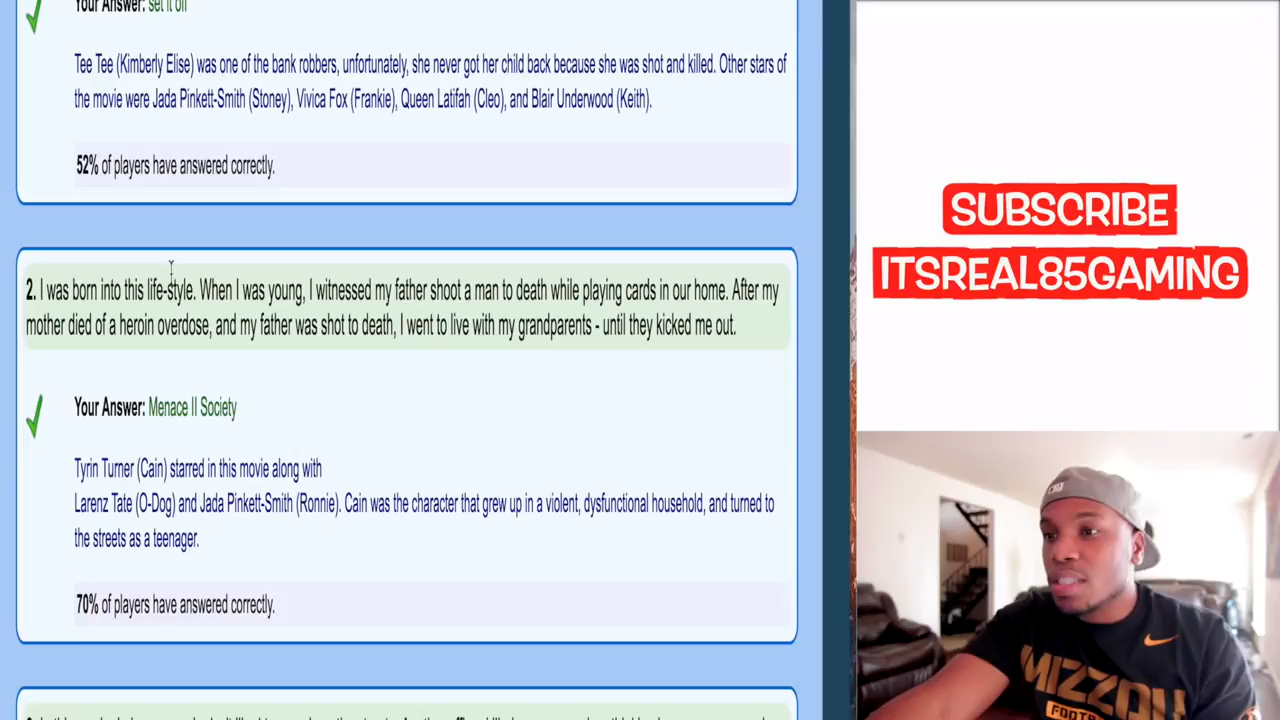 Your Answer: set it off
Tee Tee (Kimberly Elise) was one of the bank robbers, unfortunately, she never got her child back because she was shot and killed. Other stars of
the movie were Jada Pinkett-Smith (Stoney), Vivica Fox (Frankie), Queen Latifah (Cleo), and Blair Underwood (Keith).
52% of players have answered correctly.
2. I was born into this life-style. When I was young, I witnessed my father shoot a man to death while playing cards in our home. After my
mother died of a heroin overdose, and my father was shot to death, I went to live with my grandparents - until they kicked me out.
Your Answer: Menace II Society
Tyrin Turner (Cain) starred in this movie along with
Larenz Tate (O-Dog) and Jada Pinkett-Smith (Ronnie). Cain was the character that grew up in a violent, dysfunctional household, and turned to
the streets as a teenager.
70% of players have answered correctly.
SUBSCRIBE
ITSREAL85GAMING
MIZZOU